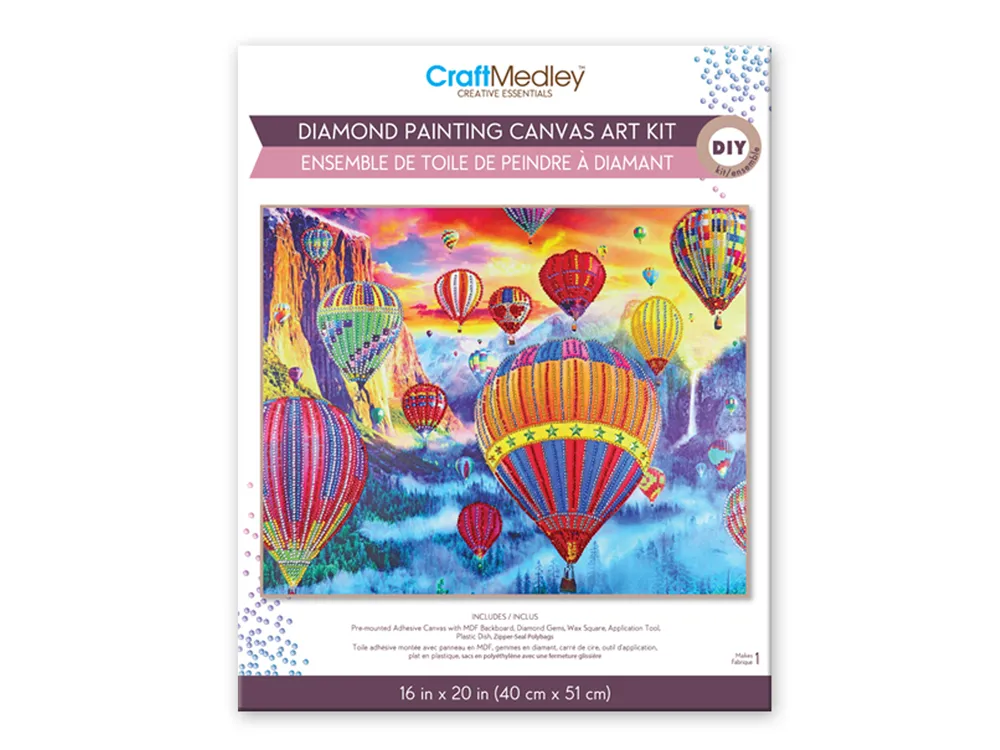 CraftMedley™
CREATIVE ESSENTIALS
DIAMOND PAINTING CANVAS ART KIT
ENSEMBLE DE TOILE DE PEINDRE À DIAMANT
DIY
kit/ensemble
INCLUDES / INCLUS
Pre-mounted Adhesive Canvas with MDF Backboard, Diamond Gems, Wax Square, Application Tool,
Plastic Dish, Zipper-Seal Polybags
Toile adhésive montée avec panneau en MDF, gemmes en diamant, carré de cire, outil d'application,
plat en plastique, sacs en polyéthylène avec une fermeture glissière
Makes
Fabrique 1
16 in x 20 in (40 cm x 51 cm)